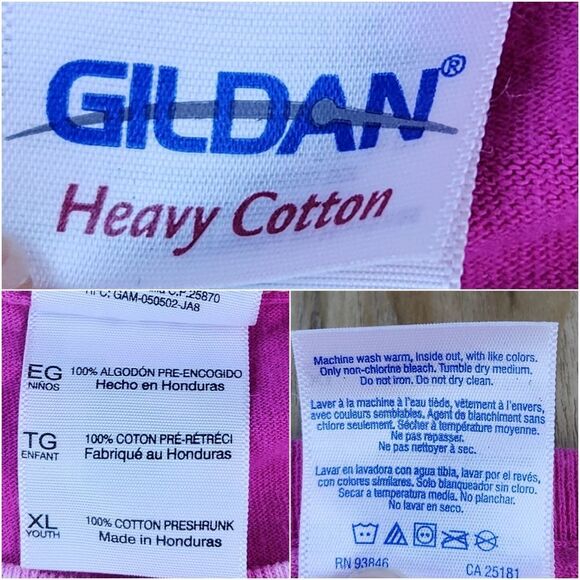 GILDAN®
Heavy Cotton
C.P.25870
RFC: GAM-050502-JA8
EG 100% ALGODÓN PRE-ENCOGIDO
NIÑOS Hecho en Honduras
TG 100% COTTON PRÉ-RÉTRÉCI
ENFANT Fabriqué au Honduras
XL 100% COTTON PRESHRUNK
YOUTH Made in Honduras
Machine wash warm, inside out, with like colors.
Only non-chlorine bleach. Tumble dry medium.
Do not iron. Do not dry clean.
Laver à la machine à l'eau tiède, vêtement à l'envers,
avec couleurs semblables. Agent de blanchiment sans
chlore seulement. Sécher à température moyenne.
Ne pas repasser.
Ne pas nettoyer à sec.
Lavar en lavadora con agua tibia, lavar por el revés,
con colores similares. Solo blanqueador sin cloro.
Secar a temperatura media. No planchar.
No lavar en seco.
RN 93846 CA 25181